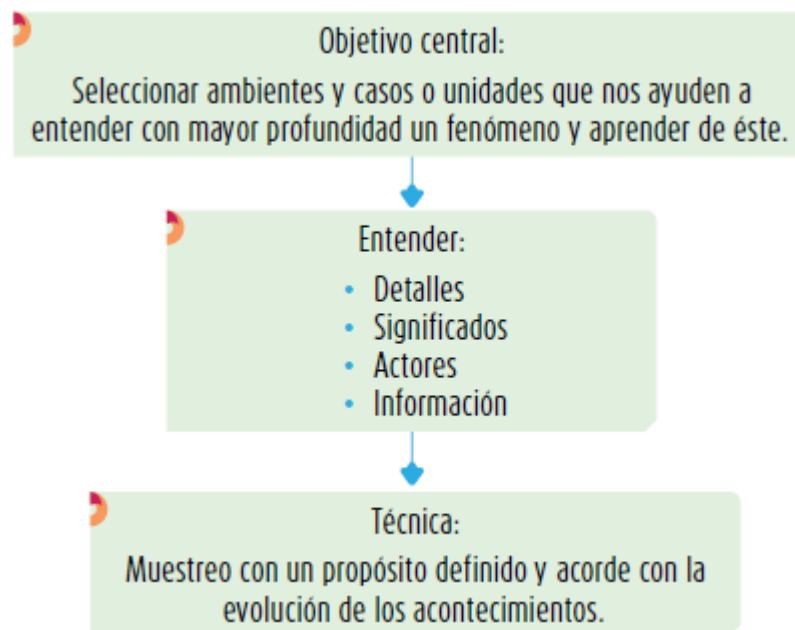 Objetivo central:
Seleccionar ambientes y casos o unidades que nos ayuden a
entender con mayor profundidad un fenómeno y aprender de éste.
Entender:
• Detalles
• Significados
• Actores
• Información
Técnica:
Muestreo con un propósito definido y acorde con la
evolución de los acontecimientos.